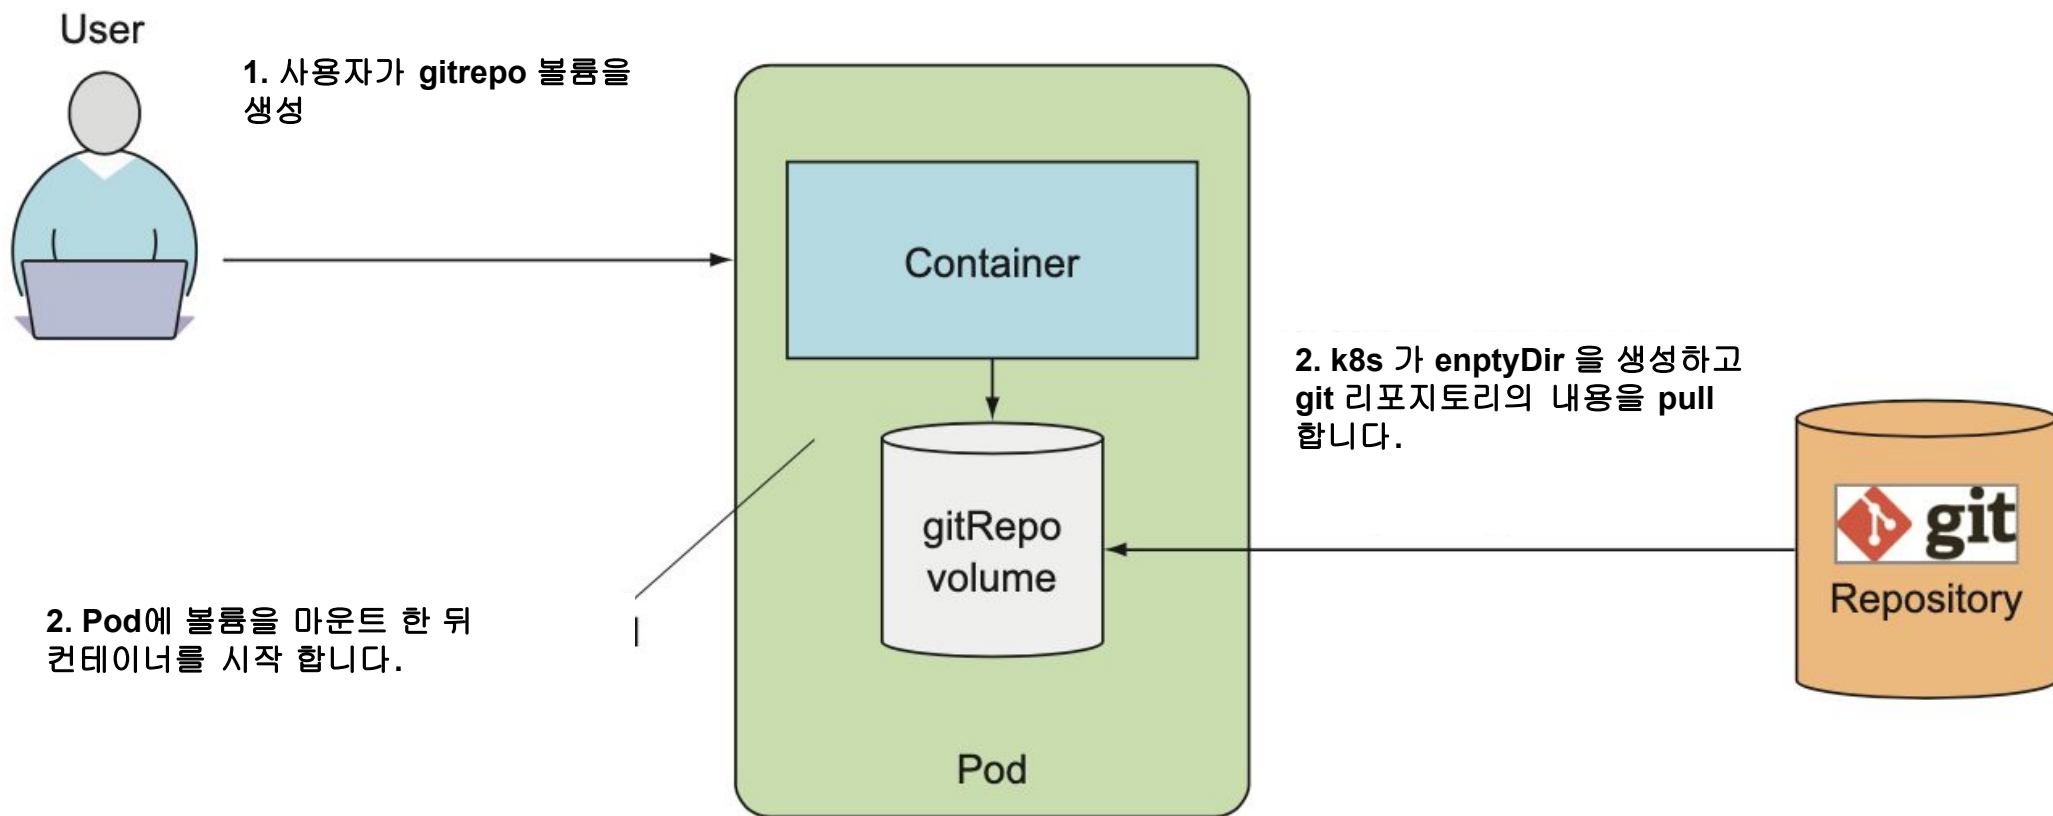 User
1. 사용자가 gitrepo 볼륨을
생성
Container
2. k8s 가 enptyDir 을 생성하고
git 리포지토리의 내용을 pull
합니다.
gitRepo
volume
git
Repository
2. Pod에 볼륨을 마운트 한 뒤
컨테이너를 시작 합니다.
Pod